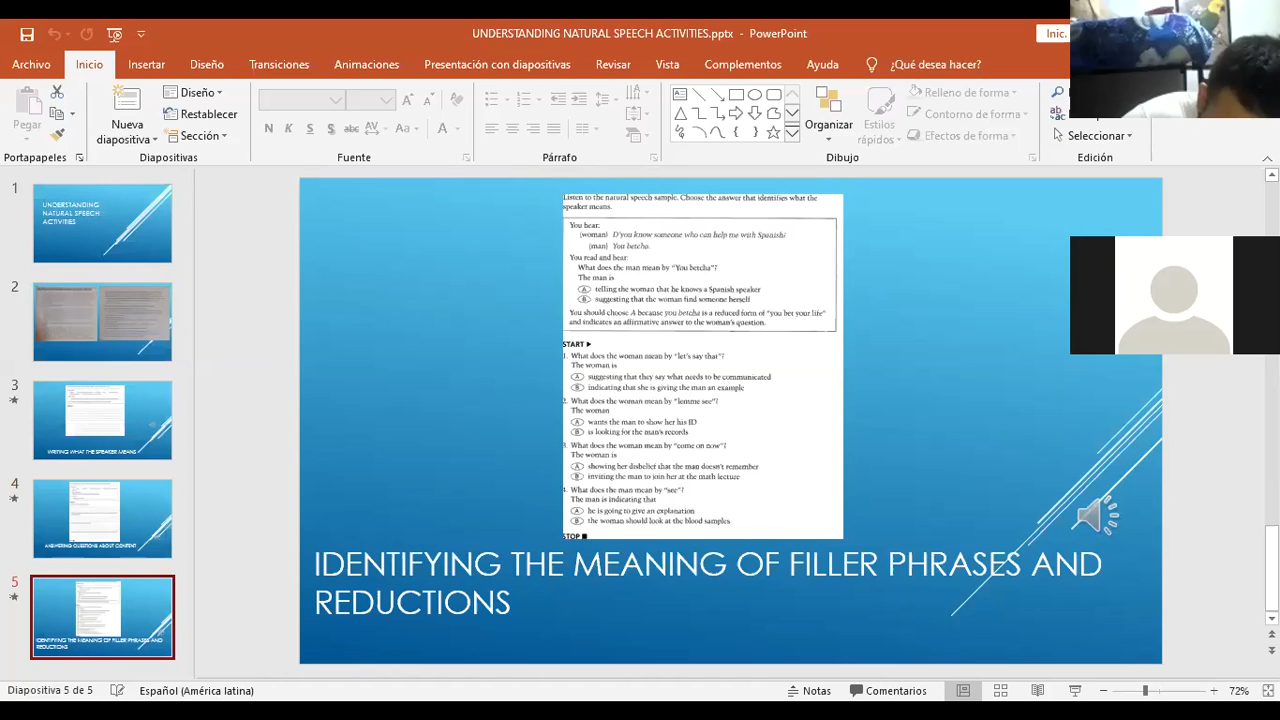 UNDERSTANDING NATURAL SPEECH ACTIVITIES.pptx - PowerPoint
Inic.
Archivo Inicio Insertar Diseño Transiciones Animaciones Presentación con diapositivas Revisar Vista Complementos Ayuda ¿Qué desea hacer?
Pegar
Portapapeles
Nueva
diapositiva
Diseño
Restablecer
Sección
Diapositivas
N K S abc AV Aa A
Fuente
Párrafo
Organizar
Estilos
rápidos
Relleno de forma
Contorno de forma
Efectos de forma
Dibujo
Seleccionar
Edición
1
UNDERSTANDING
NATURAL SPEECH
ACTIVITIES
2
3
WRITING WHAT THE SPEAKER MEANS
4
ANSWERING QUESTIONS ABOUT CONTENT
5
IDENTIFYING THE MEANING OF FILLER PHRASES AND
REDUCTIONS
Listen to the natural speech sample. Choose the answer that identifies what the
speaker means.
You hear:
(woman) D'you know someone who can help me with Spanish?
(man) You betcha.
You read and hear:
What does the man mean by "You betcha"?
The man is
A telling the woman that he knows a Spanish speaker
B suggesting that the woman find someone herself
You should choose A because you betcha is a reduced form of "you bet your life"
and indicates an affirmative answer to the woman's question.
START
1. What does the woman mean by "let's say that"?
The woman is
A suggesting that they say what needs to be communicated
B indicating that she is giving the man an example
2. What does the woman mean by "lemme see"?
The woman
A wants the man to show her his ID
B is looking for the man's records
3. What does the woman mean by "come on now"?
The woman is
A showing her disbelief that the man doesn't remember
B inviting the man to join her at the math lecture
4. What does the man mean by "see"?
The man is indicating that
A he is going to give an explanation
B the woman should look at the blood samples
STOP
IDENTIFYING THE MEANING OF FILLER PHRASES AND
REDUCTIONS
Diapositiva 5 de 5 Español (América latina) Notas Comentarios 72%